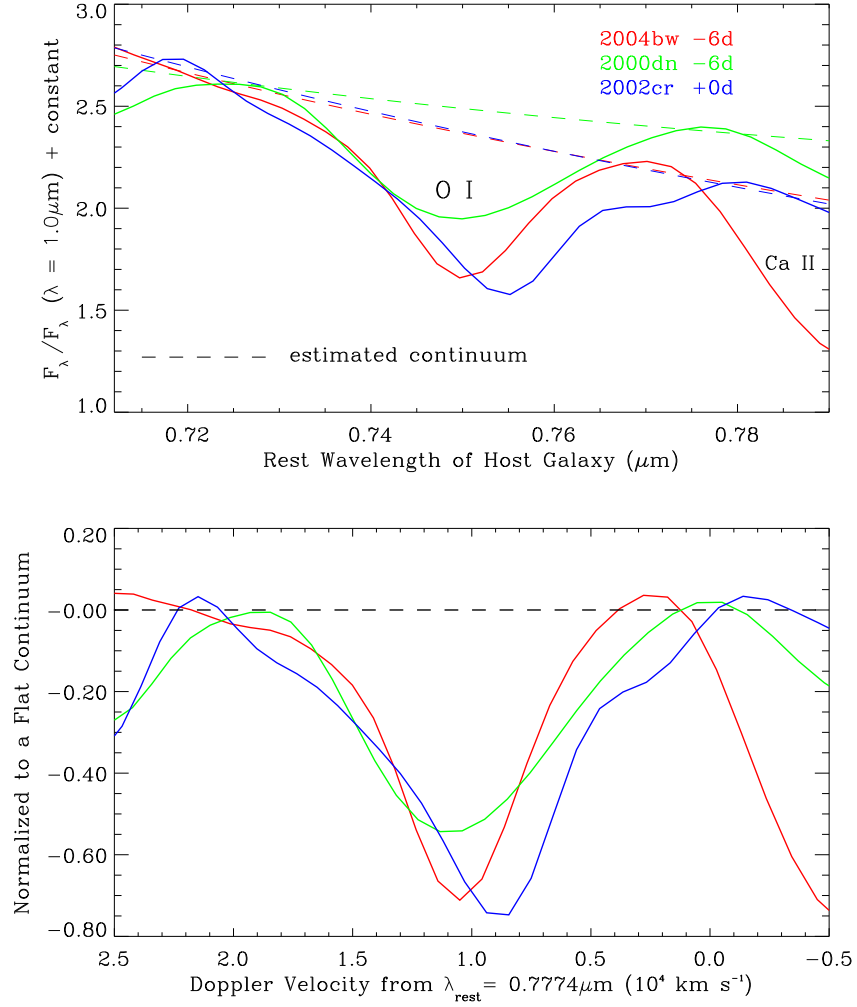 3.0
2.5
2.0
1.5
1.0
F_λ/F_λ (λ = 1.0μm) + constant
2004bw −6d
2000dn −6d
2002cr +0d
O I
Ca II
estimated continuum
0.72 0.74 0.76 0.78
Rest Wavelength of Host Galaxy (μm)
0.20
−0.00
−0.20
−0.40
−0.60
−0.80
Normalized to a Flat Continuum
2.5 2.0 1.5 1.0 0.5 0.0 −0.5
Doppler Velocity from λ_rest= 0.7774μm (10⁴ km s⁻¹)